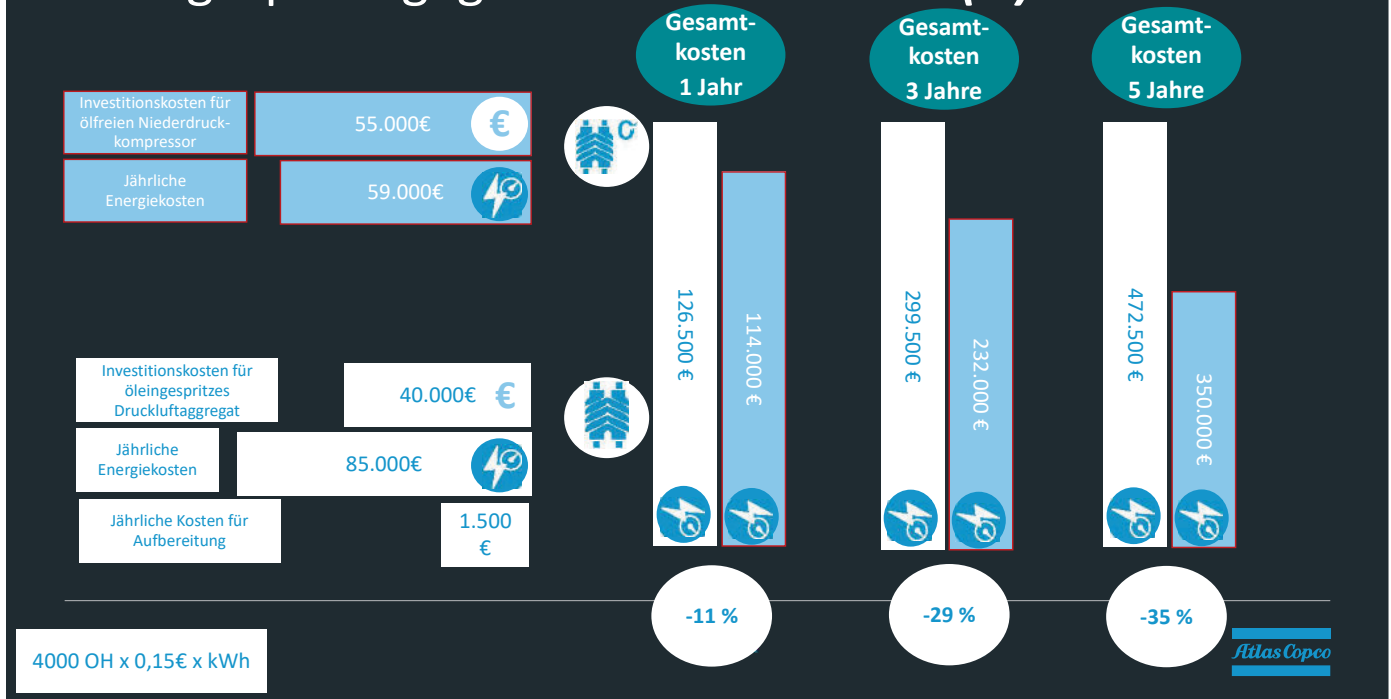 Gesamt-
kosten
1 Jahr
Gesamt-
kosten
3 Jahre
Gesamt-
kosten
5 Jahre
Investitionskosten für
ölfreien Niederdruck-
kompressor
55.000€
€
Jährliche
Energiekosten
59.000€
Investitionskosten für
öleingespritzes
Druckluftaggregat
40.000€ €
Jährliche
Energiekosten
85.000€
Jährliche Kosten für
Aufbereitung
1.500
€
126.500 €
114.000 €
299.500 €
232.000 €
472.500 €
350.000 €
-11 %
-29 %
-35 %
4000 OH x 0,15€ x kWh
Atlas Copco